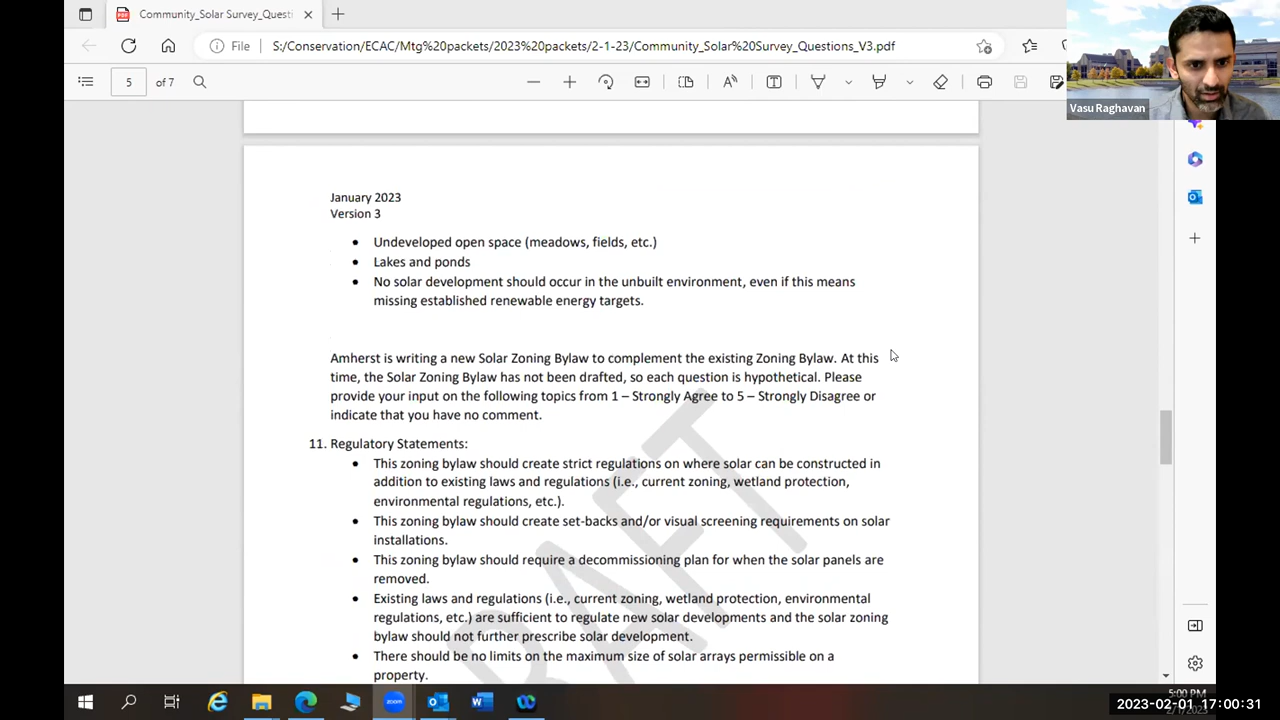 Community_Solar Survey_Questi
File
S:/Conservation/ECAC/Mtg%20packets/2023%20packets/2-1-23/Community_Solar%20Survey_Questions_V3.pdf
5 of 7
Vasu Raghavan
January 2023
Version 3
• Undeveloped open space (meadows, fields, etc.)
• Lakes and ponds
• No solar development should occur in the unbuilt environment, even if this means
missing established renewable energy targets.
Amherst is writing a new Solar Zoning Bylaw to complement the existing Zoning Bylaw. At this
time, the Solar Zoning Bylaw has not been drafted, so each question is hypothetical. Please
provide your input on the following topics from 1 – Strongly Agree to 5 – Strongly Disagree or
indicate that you have no comment.
11. Regulatory Statements:
• This zoning bylaw should create strict regulations on where solar can be constructed in
addition to existing laws and regulations (i.e., current zoning, wetland protection,
environmental regulations, etc.).
• This zoning bylaw should create set-backs and/or visual screening requirements on solar
installations.
• This zoning bylaw should require a decommissioning plan for when the solar panels are
removed.
• Existing laws and regulations (i.e., current zoning, wetland protection, environmental
regulations, etc.) are sufficient to regulate new solar developments and the solar zoning
bylaw should not further prescribe solar development.
• There should be no limits on the maximum size of solar arrays permissible on a
property.
DRAFT
zoom
5:00 PM
2023-02-01 17:00:31